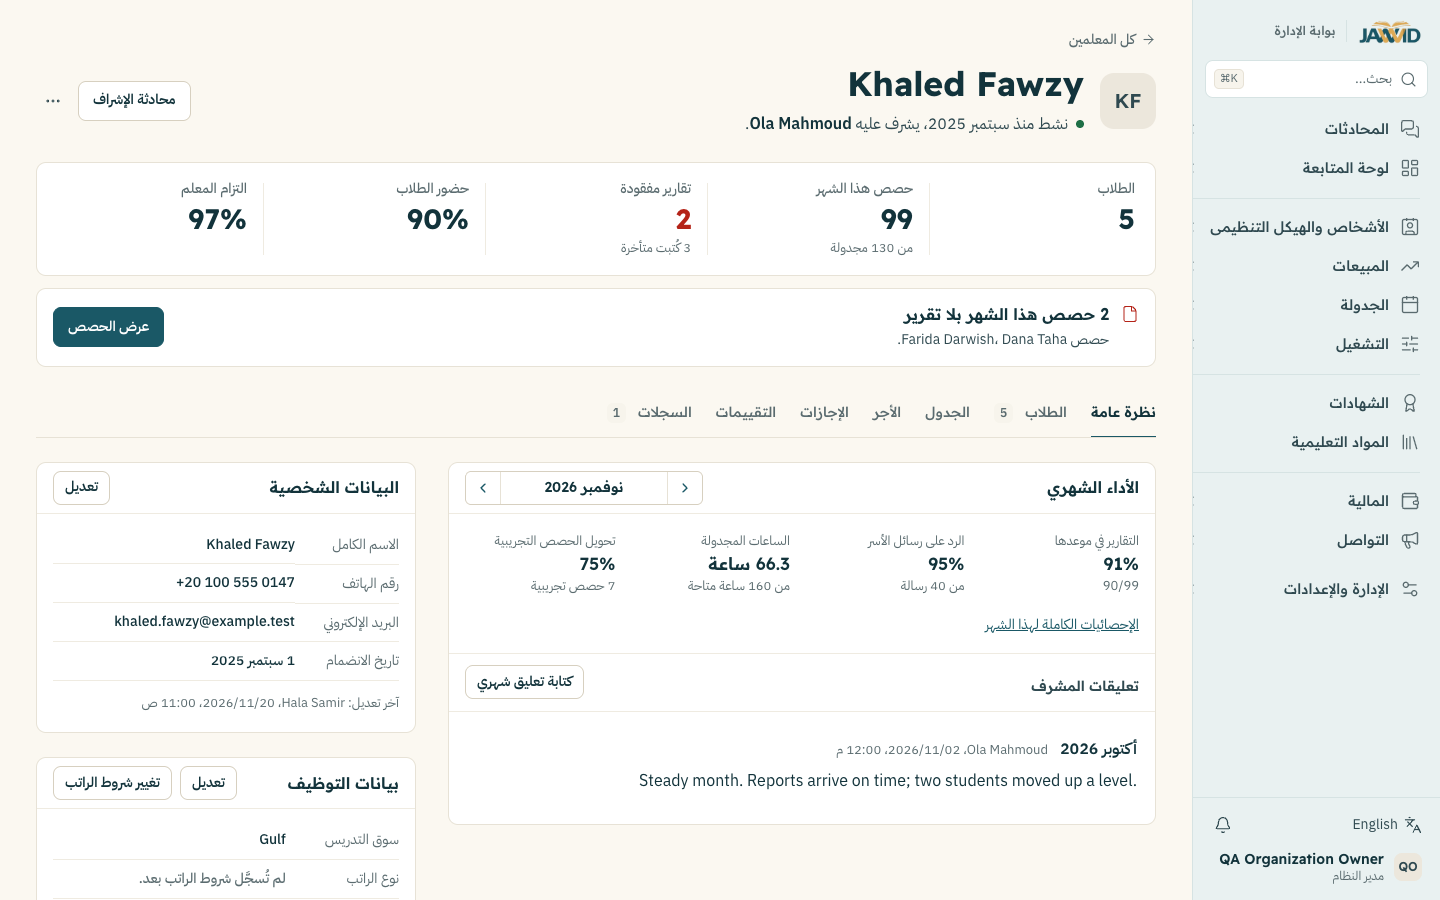 JAWID
بوابة الإدارة
بحث...
⌘K
المحادثات
لوحة المتابعة
الأشخاص والهيكل التنظيمي
المبيعات
الجدولة
التشغيل
الشهادات
المواد التعليمية
المالية
التواصل
الإدارة والإعدادات
English
QO
QA Organization Owner
مدير النظام
كل المعلمين
KF
Khaled Fawzy
نشط منذ سبتمبر 2025، يشرف عليه Ola Mahmoud.
محادثة الإشراف
الطلاب
5
حصص هذا الشهر
99
من 130 مجدولة
تقارير مفقودة
2
3 كُتبت متأخرة
حضور الطلاب
90%
التزام المعلم
97%
2 حصص هذا الشهر بلا تقرير
حصص Farida Darwish، Dana Taha.
عرض الحصص
نظرة عامة
الطلاب 5
الجدول
الأجر
الإجازات
التقييمات
السجلات 1
الأداء الشهري
نوفمبر 2026
التقارير في موعدها
91%
90/99
الرد على رسائل الأسر
95%
من 40 رسالة
الساعات المجدولة
66.3 ساعة
من 160 ساعة متاحة
تحويل الحصص التجريبية
75%
7 حصص تجريبية
الإحصائيات الكاملة لهذا الشهر
تعليقات المشرف
كتابة تعليق شهري
أكتوبر 2026 Ola Mahmoud، 2026/11/02، 12:00 م
Steady month. Reports arrive on time; two students moved up a level.
البيانات الشخصية
تعديل
الاسم الكامل Khaled Fawzy
رقم الهاتف +20 100 555 0147
البريد الإلكتروني khaled.fawzy@example.test
تاريخ الانضمام 1 سبتمبر 2025
آخر تعديل: Hala Samir، 2026/11/20، 11:00 ص
بيانات التوظيف
تعديل
تغيير شروط الراتب
سوق التدريس Gulf
نوع الراتب لم تُسجَّل شروط الراتب بعد.